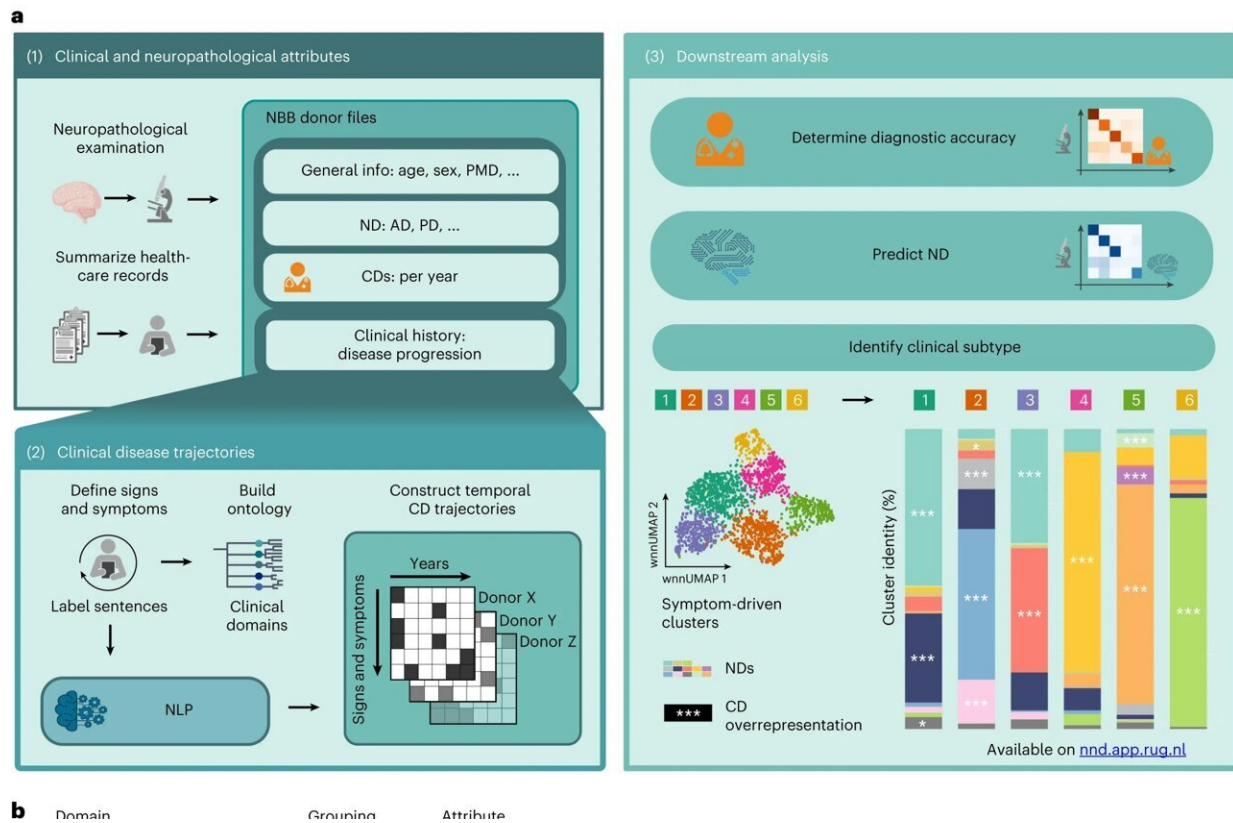 a
(1) Clinical and neuropathological attributes
Neuropathological
examination
Summarize health-
care records
NBB donor files
General info: age, sex, PMD, ...
ND: AD, PD, ...
CDs: per year
Clinical history:
disease progression
(2) Clinical disease trajectories
Define signs
and symptoms
Build
ontology
Label sentences
Clinical
domains
NLP
Construct temporal
CD trajectories
Years
Signs and symptoms
Donor X
Donor Y
Donor Z
(3) Downstream analysis
Determine diagnostic accuracy
Predict ND
Identify clinical subtype
1 2 3 4 5 6
1 2 3 4 5 6
wnnUMAP 2
wnnUMAP 1
Symptom-driven
clusters
NDs
***
CD
overrepresentation
Cluster identity (%)
***
***
*
*
***
***
***
***
***
***
***
***
***
***
Available on nnd.app.rug.nl
b
Domain Grouping Attribute